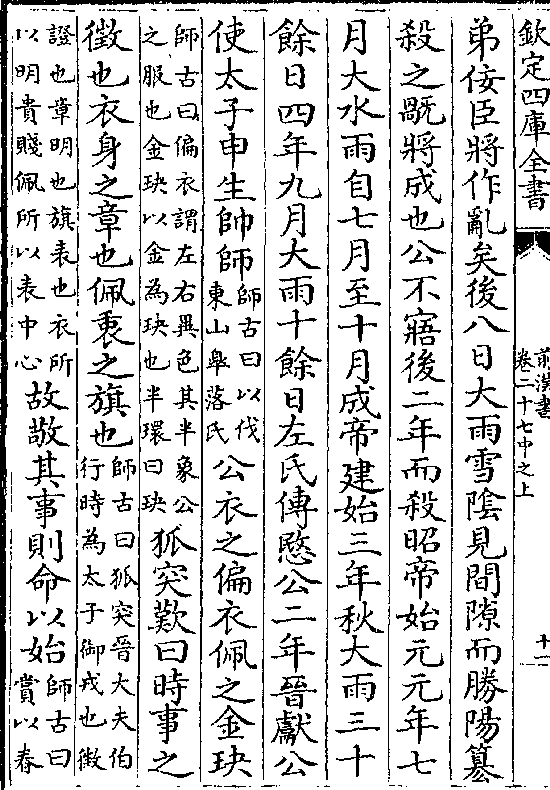 欽定四庫全書
前漢書
卷二十七中之上
十二
弟佞臣將作亂矣後八日大雨雪隂見間隙而勝陽篡
殺之𤟧將成也公不寤後二年而殺昭帝始元元年七
月大水雨自七月至十月成帝建始三年秋大雨三十
餘日四年九月大雨十餘日左氏傳愍公二年晉獻公
使太子申生帥師師古曰以伐東山臯落氏公衣之偏衣佩之金玦
師古曰偏衣謂左右異色其半象公之服也金玦以金為玦也半環曰玦狐突歎曰時事之
徵也衣身之章也佩衷之旗也師古曰狐突晉大夫伯行時為太子御戎也徵
證也章明也旗表也衣所以明貴賤佩所以表中心故敬其事則命以始師古曰賞以春